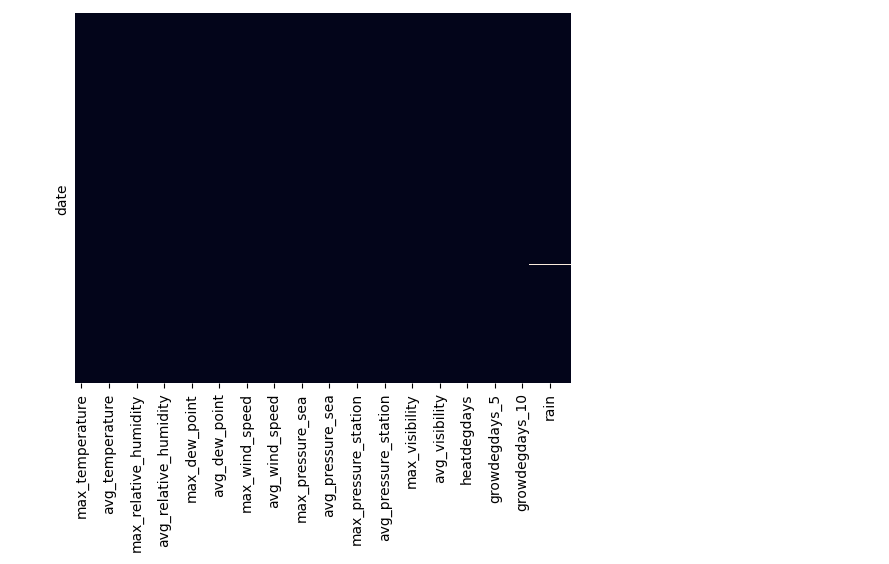 date
max_temperature
avg_temperature
max_relative_humidity
avg_relative_humidity
max_dew_point
avg_dew_point
max_wind_speed
avg_wind_speed
max_pressure_sea
avg_pressure_sea
max_pressure_station
avg_pressure_station
max_visibility
avg_visibility
heatdegdays
growdegdays_5
growdegdays_10
rain